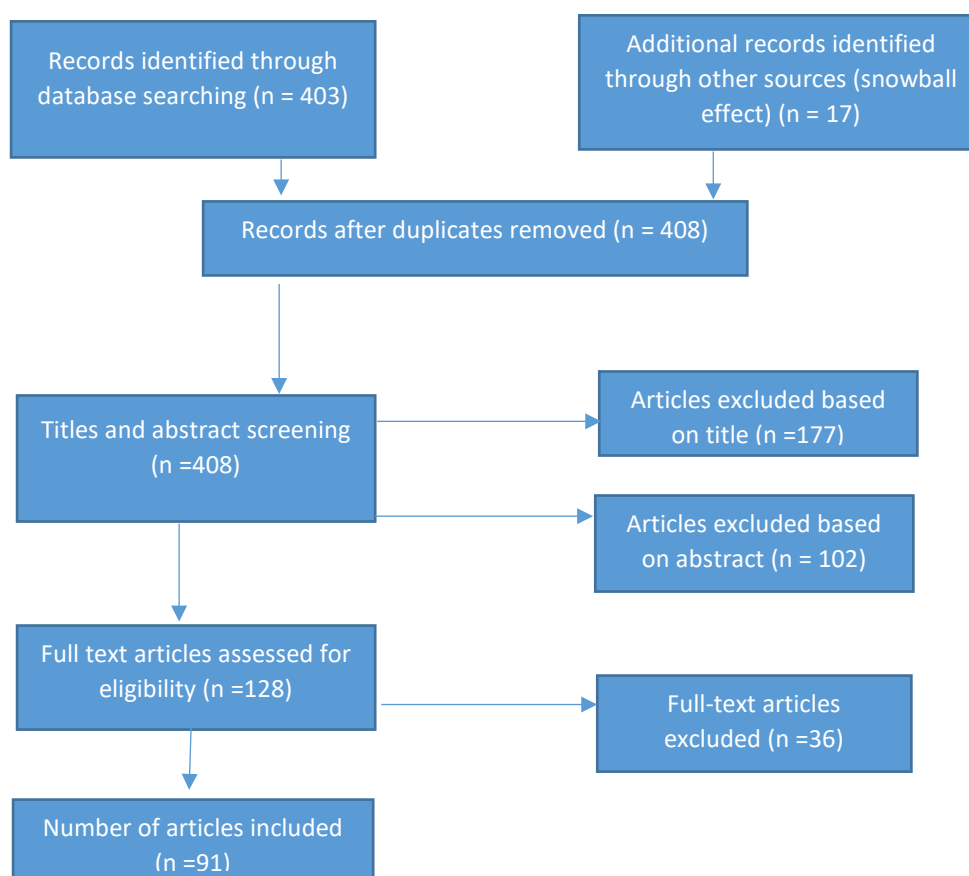 Records identified through
database searching (n = 403)
Additional records identified
through other sources (snowball
effect) (n = 17)
Records after duplicates removed (n = 408)
Titles and abstract screening
(n =408)
Articles excluded based
on title (n =177)
Articles excluded based
on abstract (n = 102)
Full text articles assessed for
eligibility (n =128)
Full-text articles
excluded (n =36)
Number of articles included
(n =91)